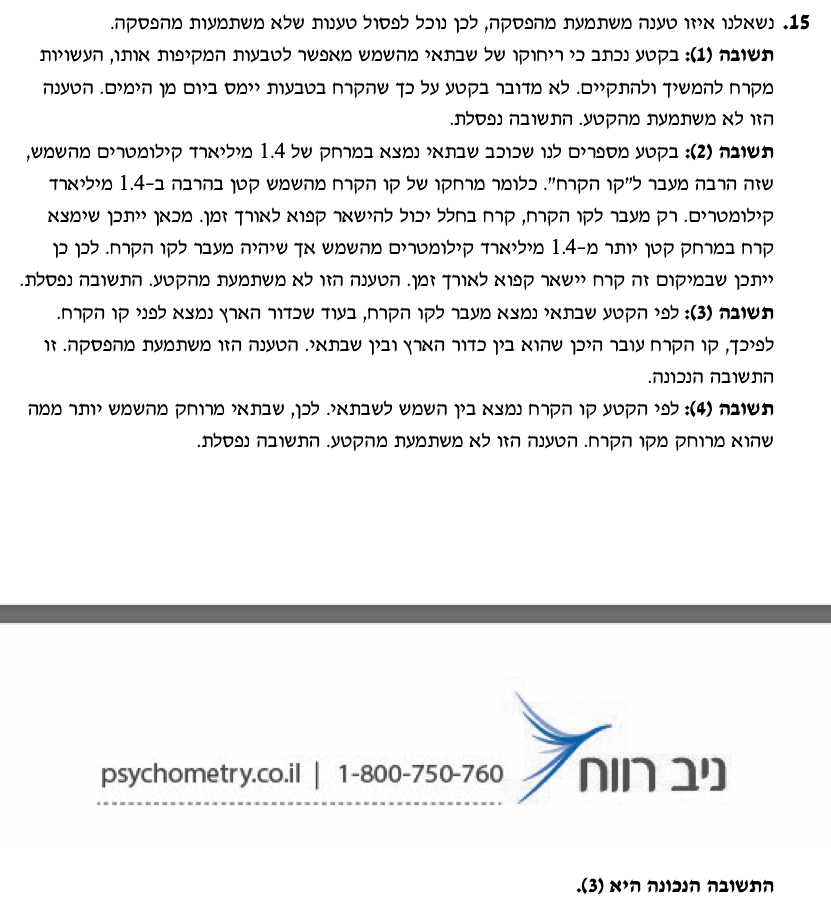 15. נשאלנו איזו טענה משתמעת מהפסקה, לכן נוכל לפסול טענות שלא משתמעות מהפסקה.
תשובה (1): בקטע נכתב כי ריחוקו של שבתאי מהשמש מאפשר לטבעות המקיפות אותו, העשויות
מקרח להמשיך ולהתקיים. לא מדובר בקטע על כך שהקרח בטבעות יימס ביום מן הימים. הטענה
הזו לא משתמעת מהקטע. התשובה נפסלת.
תשובה (2): בקטע מספרים לנו שכוכב שבתאי נמצא במרחק של 1.4 מיליארד קילומטרים מהשמש,
שזה הרבה מעבר ל"קו הקרח". כלומר מרחקו של קו הקרח מהשמש קטן בהרבה ב-1.4 מיליארד
קילומטרים. רק מעבר לקו הקרח, קרח בחלל יכול להישאר קפוא לאורך זמן. מכאן ייתכן שימצא
קרח במרחק קטן יותר מ-1.4 מיליארד קילומטרים מהשמש אך שיהיה מעבר לקו הקרח. לכן כן
ייתכן שבמיקום זה קרח יישאר קפוא לאורך זמן. הטענה הזו לא משתמעת מהקטע. התשובה נפסלת.
תשובה (3): לפי הקטע שבתאי נמצא מעבר לקו הקרח, בעוד שכדור הארץ נמצא לפני קו הקרח.
לפיכך, קו הקרח עובר היכן שהוא בין כדור הארץ ובין שבתאי. הטענה הזו משתמעת מהפסקה. זו
התשובה הנכונה.
תשובה (4): לפי הקטע קו הקרח נמצא בין השמש לשבתאי. לכן, שבתאי מרוחק מהשמש יותר ממה
שהוא מרוחק מקו הקרח. הטענה הזו לא משתמעת מהקטע. התשובה נפסלת.
ניב רווח
psychometry.co.il | 1-800-750-760
התשובה הנכונה היא (3).